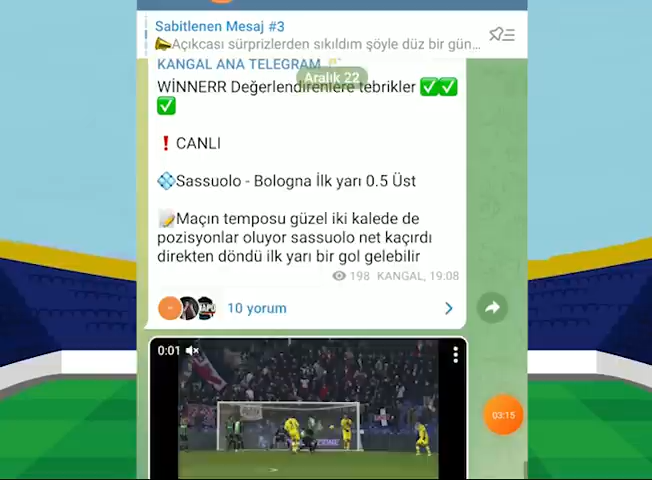 Sabitlenen Mesaj #3
📣Açıkcası sürprizlerden sıkıldım şöyle düz bir gün…
KANGAL ANA TELEGRAM
Aralık 22
WİNNERR Değerlendirenlere tebrikler ✅✅
✅
❗ CANLI
💠Sassuolo - Bologna İlk yarı 0.5 Üst
📝Maçın temposu güzel iki kalede de
pozisyonlar oluyor sassuolo net kaçırdı
direkten döndü ilk yarı bir gol gelebilir
198 KANGAL, 19:08
10 yorum
0:01
03:15